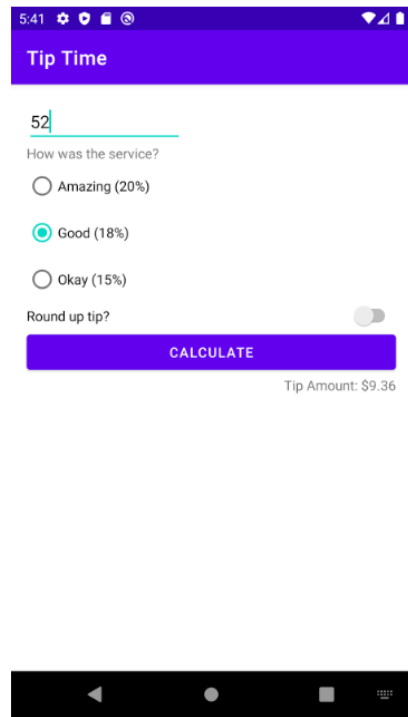 5:41
Tip Time
52
How was the service?
Amazing (20%)
Good (18%)
Okay (15%)
Round up tip?
CALCULATE
Tip Amount: $9.36